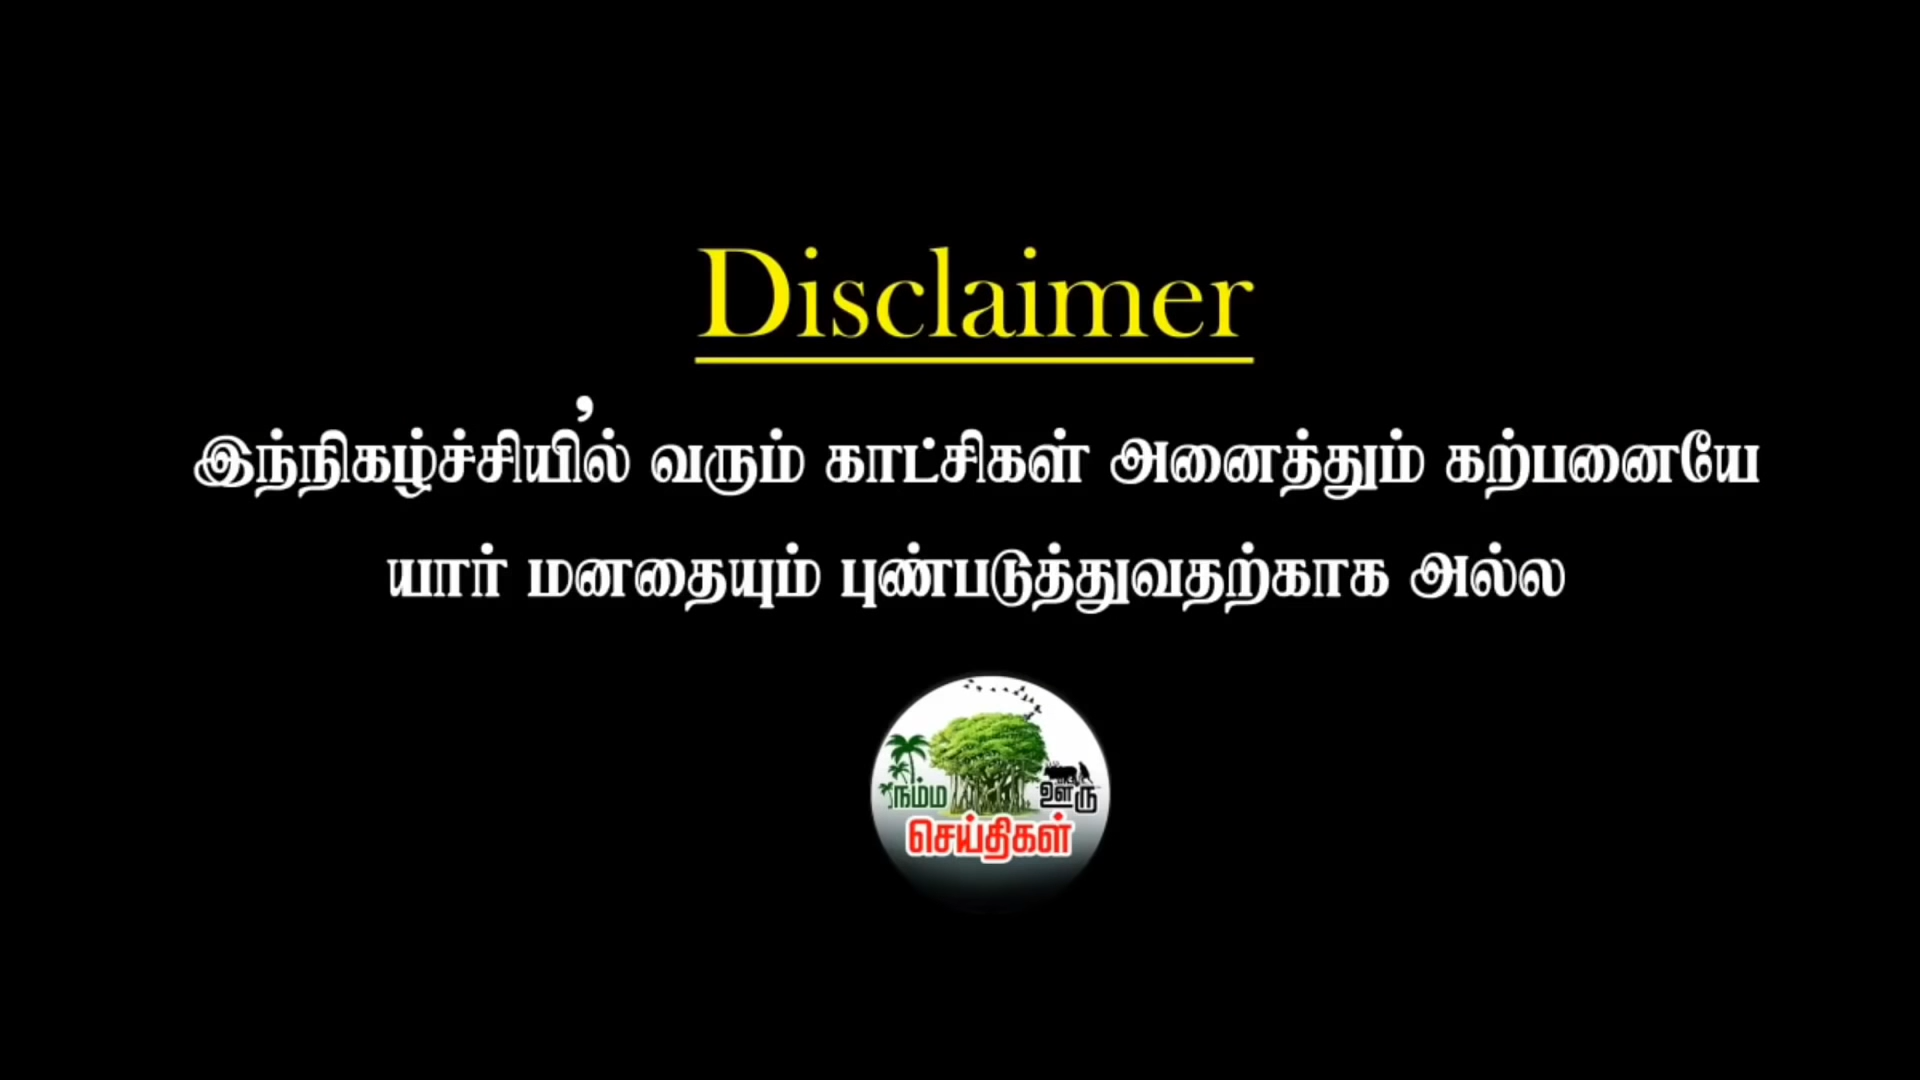 Disclaimer
இந்நிகழ்ச்சியி'ல் வரும் காட்சிகள் அனைத்தும் கற்பனையே
யார் மனதையும் புண்படுத்துவதற்காக அல்ல
நம்ம ஊரு
செய்திகள்